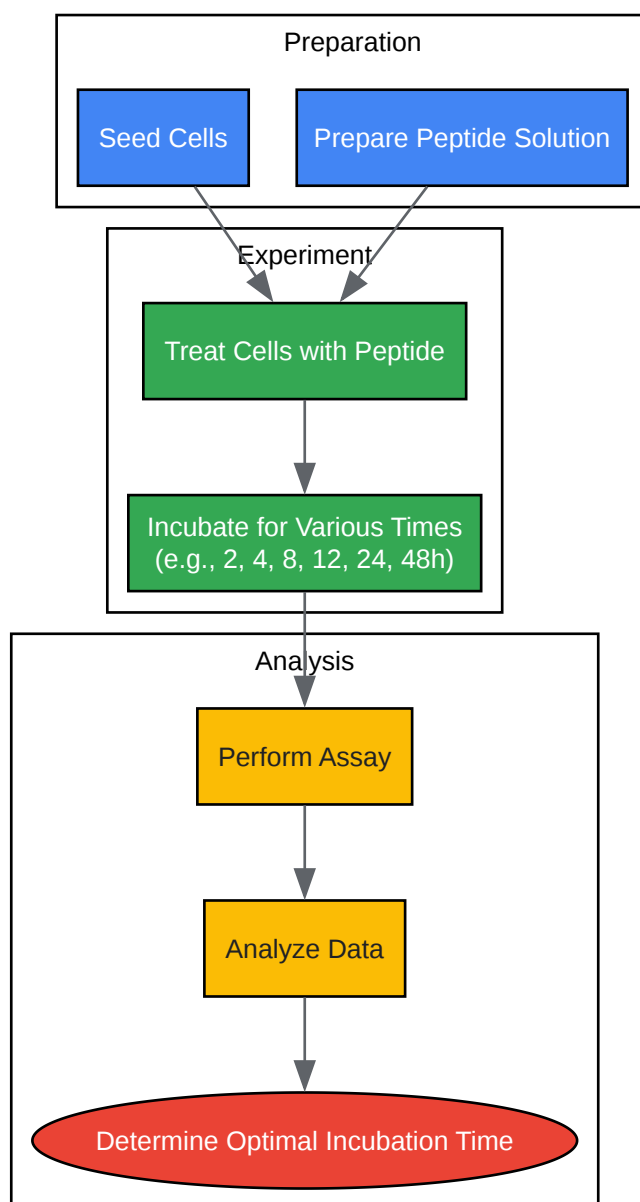 Preparation
Seed Cells
Prepare Peptide Solution
Experiment
Treat Cells with Peptide
Incubate for Various Times
(e.g., 2, 4, 8, 12, 24, 48h)
Analysis
Perform Assay
Analyze Data
Determine Optimal Incubation Time